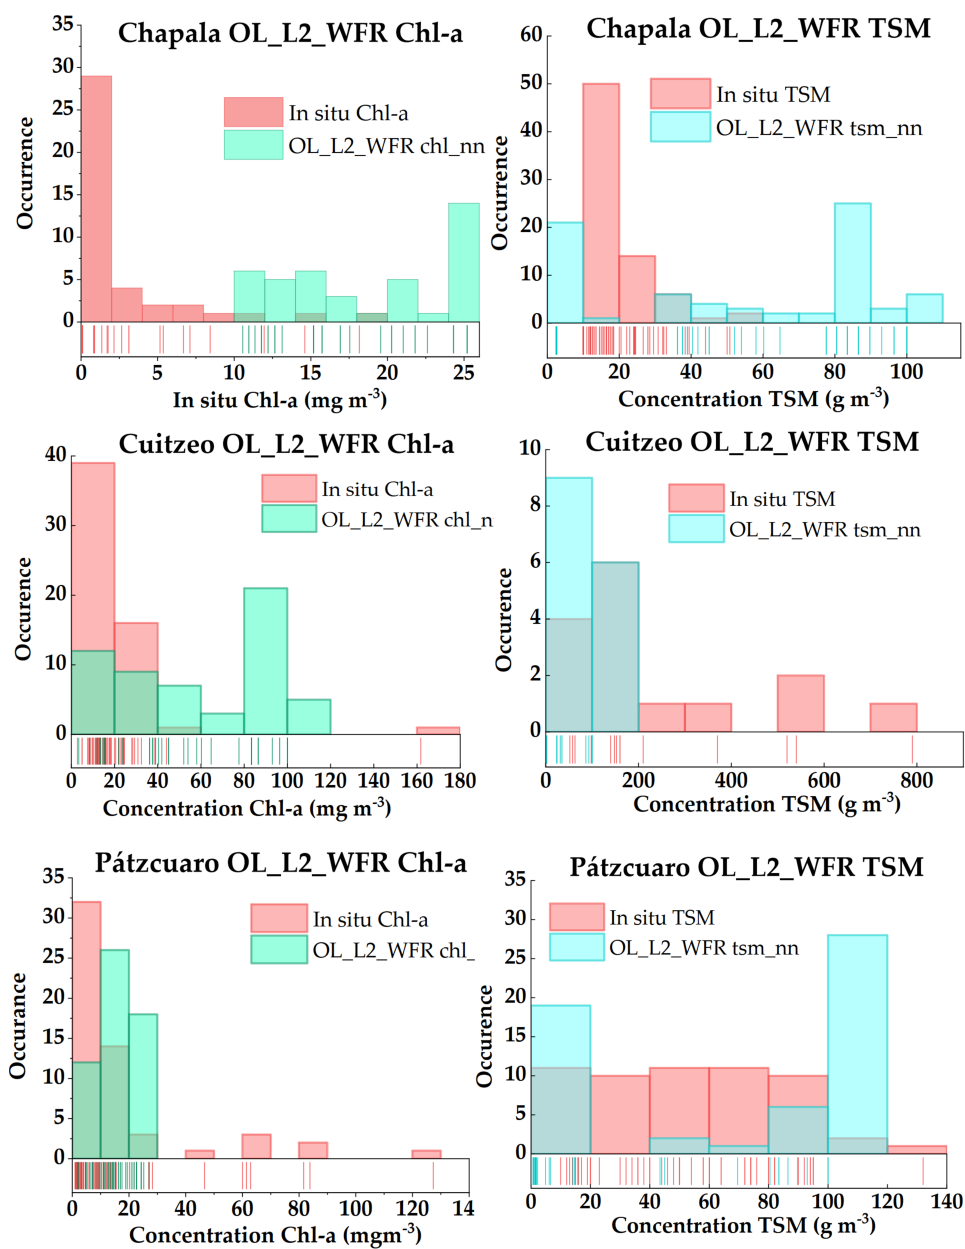 Chapala OL_L2_WFR Chl-a
35
30
25
20
15
10
5
0
Occurrence
In situ Chl-a
OL_L2_WFR chl_nn
0 5 10 15 20 25
In situ Chl-a (mg m-3)
Chapala OL_L2_WFR TSM
60
50
40
30
20
10
0
Occurrence
In situ TSM
OL_L2_WFR tsm_nn
0 20 40 60 80 100
Concentration TSM (g m-3)
Cuitzeo OL_L2_WFR Chl-a
40
30
20
10
0
Occurence
In situ Chl-a
OL_L2_WFR chl_n
0 20 40 60 80 100 120 140 160 180
Concentration Chl-a (mg m-3)
Cuitzeo OL_L2_WFR TSM
10
8
6
4
2
0
Occurence
In situ TSM
OL_L2_WFR tsm_nn
0 200 400 600 800
Concentration TSM (g m-3)
Pátzcuaro OL_L2_WFR Chl-a
35
30
25
20
15
10
5
0
Occurance
In situ Chl-a
OL_L2_WFR chl_
0 20 40 60 80 100 120 14
Concentration Chl-a (mgm-3)
Pátzcuaro OL_L2_WFR TSM
35
30
25
20
15
10
5
0
Occurence
In situ TSM
OL_L2_WFR tsm_nn
0 20 40 60 80 100 120 140
Concentration TSM (g m-3)